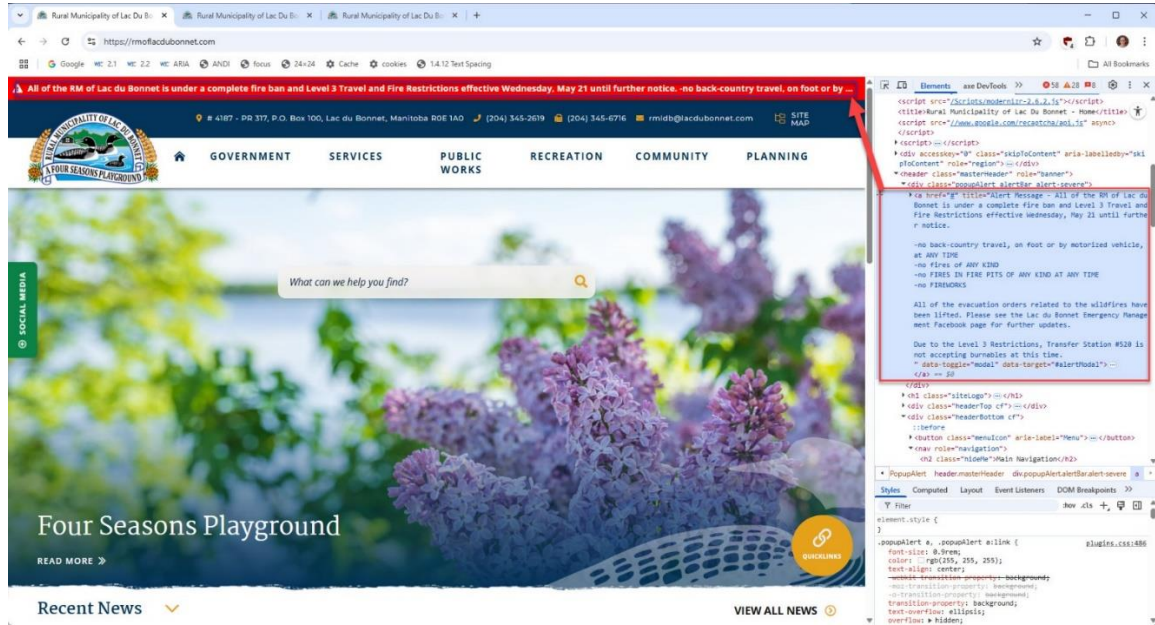 Rural Municipality of Lac Du Bo
Rural Municipality of Lac Du Bo
Rural Municipality of Lac Du Bo
https://rmoflacdubonnet.com
Google
WC 2.1
WC 2.2
WC ARIA
ANDI
focus
24×24
Cache
cookies
1.4.12 Text Spacing
All Bookmarks
All of the RM of Lac du Bonnet is under a complete fire ban and Level 3 Travel and Fire Restrictions effective Wednesday, May 21 until further notice. -no back-country travel, on foot or by ...
# 4187 - PR 317, P.O. Box 100, Lac du Bonnet, Manitoba R0E 1A0
(204) 345-2619
(204) 345-6716
rmldb@lacdubonnet.com
SITE
MAP
RURAL MUNICIPALITY OF LAC DU BONNET
A FOUR SEASONS PLAYGROUND
GOVERNMENT
SERVICES
PUBLIC
WORKS
RECREATION
COMMUNITY
PLANNING
SOCIAL MEDIA
What can we help you find?
Four Seasons Playground
READ MORE »
QUICKLINKS
Recent News
VIEW ALL NEWS
Elements
axe DevTools
58
28
8
<script src="/Scripts/modernizr-2.6.2.js"></script>
<title>Rural Municipality of Lac Du Bonnet - Home</title>
<script src="//www.google.com/recaptcha/api.js" async>
</script>
<script>…</script>
<div accesskey="0" class="skipToContent" aria-labelledby="ski
pToContent" role="region">…</div>
<header class="masterHeader" role="banner">
<div class="popupAlert alertBar alert-severe">
<a href="#" title="Alert Message - All of the RM of Lac du
Bonnet is under a complete fire ban and Level 3 Travel and
Fire Restrictions effective Wednesday, May 21 until furthe
r notice.
-no back-country travel, on foot or by motorized vehicle,
at ANY TIME
-no fires of ANY KIND
-no FIRES IN FIRE PITS OF ANY KIND AT ANY TIME
-no FIREWORKS
All of the evacuation orders related to the wildfires have
been lifted. Please see the Lac du Bonnet Emergency Manage
ment Facebook page for further updates.
Due to the Level 3 Restrictions, Transfer Station #520 is
not accepting burnables at this time.
" data-toggle="modal" data-target="#alertModal">…
</a> == $0
</div>
<h1 class="siteLogo">…</h1>
<div class="headerTop cf">…</div>
<div class="headerBottom cf">
::before
<button class="menuIcon" aria-label="Menu">…</button>
<nav role="navigation">
<h2 class="hideMe">Main Navigation</h2>
PopupAlert
header.masterHeader
div.popupAlert.alertBar.alert-severe
a
Styles
Computed
Layout
Event Listeners
DOM Breakpoints
Filter
:hov .cls
element.style {
}
.popupAlert a, .popupAlert a:link {
plugins.css:486
font-size: 0.9rem;
color: rgb(255, 255, 255);
text-align: center;
-webkit-transition-property: background;
-moz-transition-property: background;
-o-transition-property: background;
transition-property: background;
text-overflow: ellipsis;
overflow: hidden;